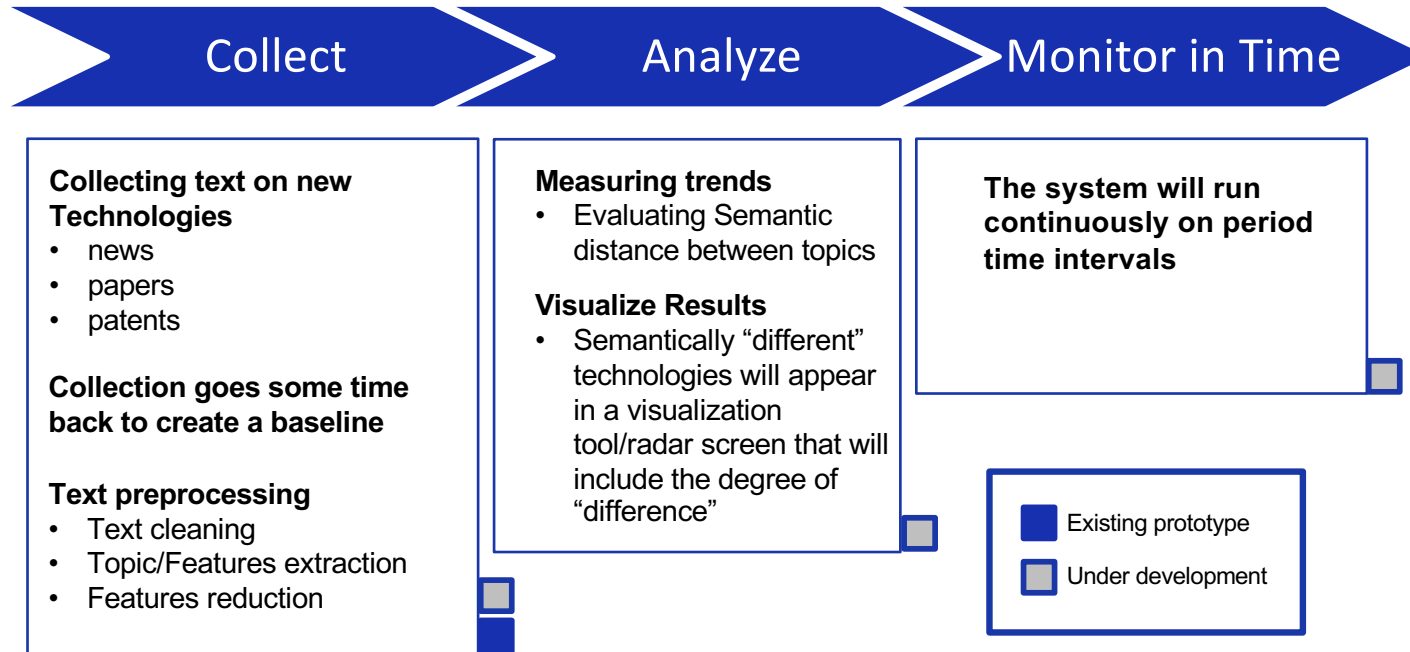 Collect
Analyze
Monitor in Time
Collecting text on new
Technologies
• news
• papers
• patents
Collection goes some time
back to create a baseline
Text preprocessing
• Text cleaning
• Topic/Features extraction
• Features reduction
Measuring trends
• Evaluating Semantic
distance between topics
Visualize Results
• Semantically “different”
technologies will appear
in a visualization
tool/radar screen that will
include the degree of
“difference”
The system will run
continuously on period
time intervals
Existing prototype
Under development